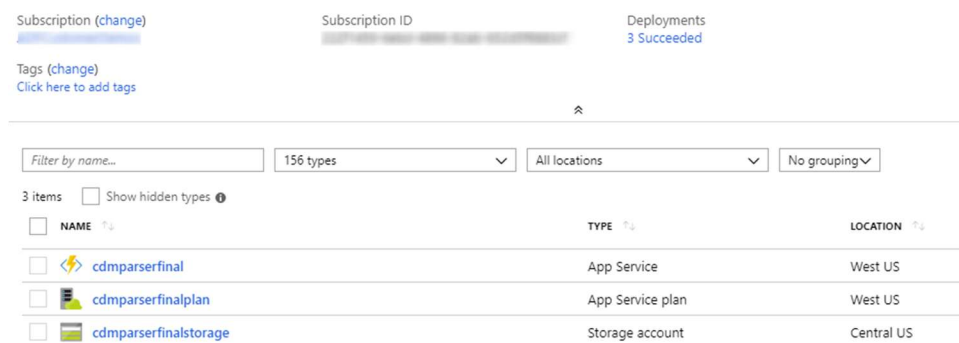 Subscription (change) Subscription ID Deployments
3 Succeeded
Tags (change)
Click here to add tags
Filter by name... 156 types All locations No grouping
3 items Show hidden types
NAME TYPE LOCATION
cdmparserfinal App Service West US
cdmparserfinalplan App Service plan West US
cdmparserfinalstorage Storage account Central US